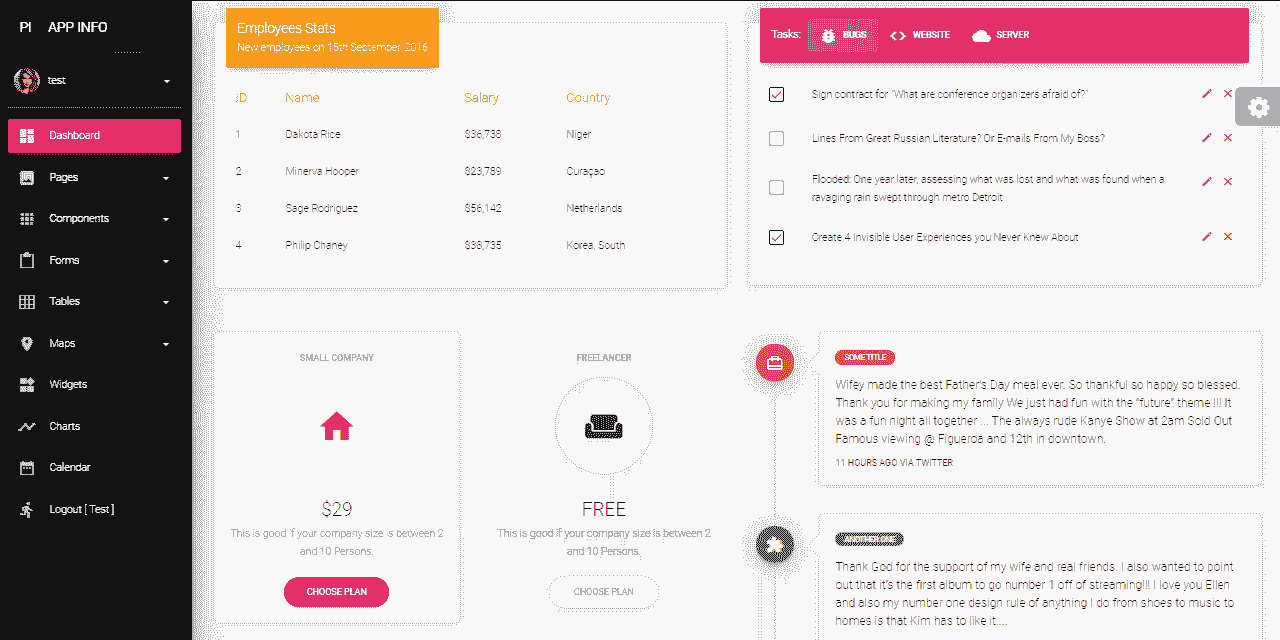 PI APP INFO
test
Dashboard
Pages
Components
Forms
Tables
Maps
Widgets
Charts
Calendar
Logout [ Test ]
Employees Stats
New employees on 15th September, 2016
ID Name Salary Country
1 Dakota Rice $36,738 Niger
2 Minerva Hooper $23,789 Curaçao
3 Sage Rodriguez $56,142 Netherlands
4 Philip Chaney $38,735 Korea, South
Tasks: BUGS WEBSITE SERVER
Sign contract for "What are conference organizers afraid of?"
Lines From Great Russian Literature? Or E-mails From My Boss?
Flooded: One year later, assessing what was lost and what was found when a
ravaging rain swept through metro Detroit
Create 4 Invisible User Experiences you Never Knew About
SMALL COMPANY
$29
This is good if your company size is between 2
and 10 Persons.
CHOOSE PLAN
FREELANCER
FREE
This is good if your company size is between 2
and 10 Persons.
CHOOSE PLAN
SOME TITLE
Wifey made the best Father's Day meal ever. So thankful so happy so blessed.
Thank you for making my family We just had fun with the “future” theme !!! It
was a fun night all together ... The always rude Kanye Show at 2am Sold Out
Famous viewing @ Figueroa and 12th in downtown.
11 HOURS AGO VIA TWITTER
Thank God for the support of my wife and real friends. I also wanted to point
out that it's the first album to go number 1 off of streaming!!! I love you Ellen
and also my number one design rule of anything I do from shoes to music to
homes is that Kim has to like it....